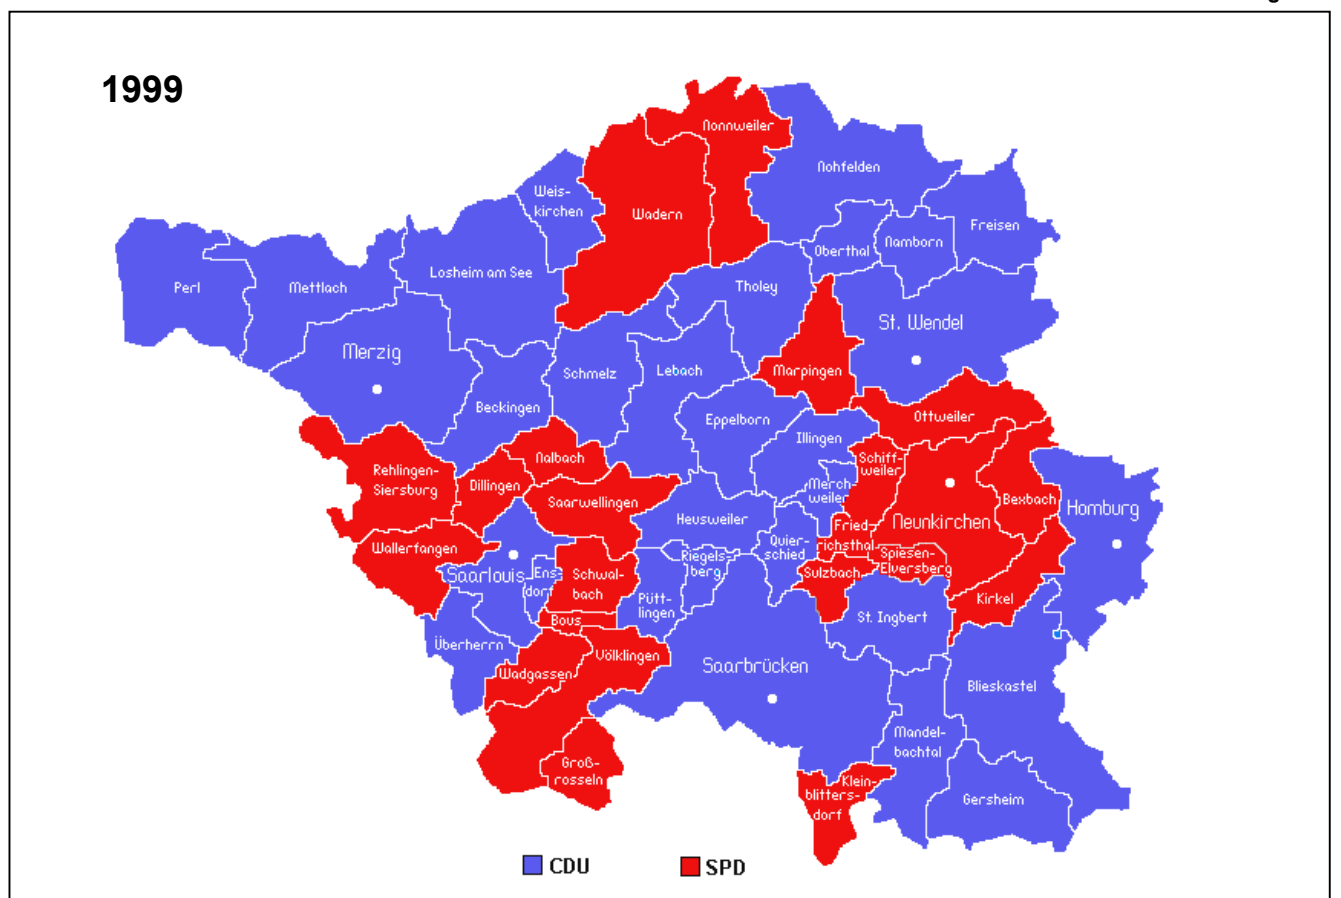 1999
Nonnweiler
Nohfelden
Weis-
kirchen
Wadern
Freisen
Namborn
Oberthal
Losheim am See
Perl
Mettlach
Tholey
St. Wendel
Merzig
Schmelz
Lebach
Marpingen
Beckingen
Eppelborn
Ottweiler
Illingen
Nalbach
Schiff-
weiler
Rehlingen-
Siersburg
Dillingen
Merch-
weiler
Bexbach
Saarwellingen
Homburg
Heusweiler
Neunkirchen
Fried-
richsthal
Quier-
schied
Wallerfangen
Riegels-
berg
Spiesen-
Elversberg
Saarlouis
Ens-
dorf
Schwal-
bach
Sulzbach
Pütt-
lingen
Kirkel
Bous
St. Ingbert
Überherrn
Völklingen
Saarbrücken
Wadgassen
Blieskastel
Mandel-
bachtal
Groß-
rosseln
Klein-
blitters-
dorf
Gersheim
CDU
SPD